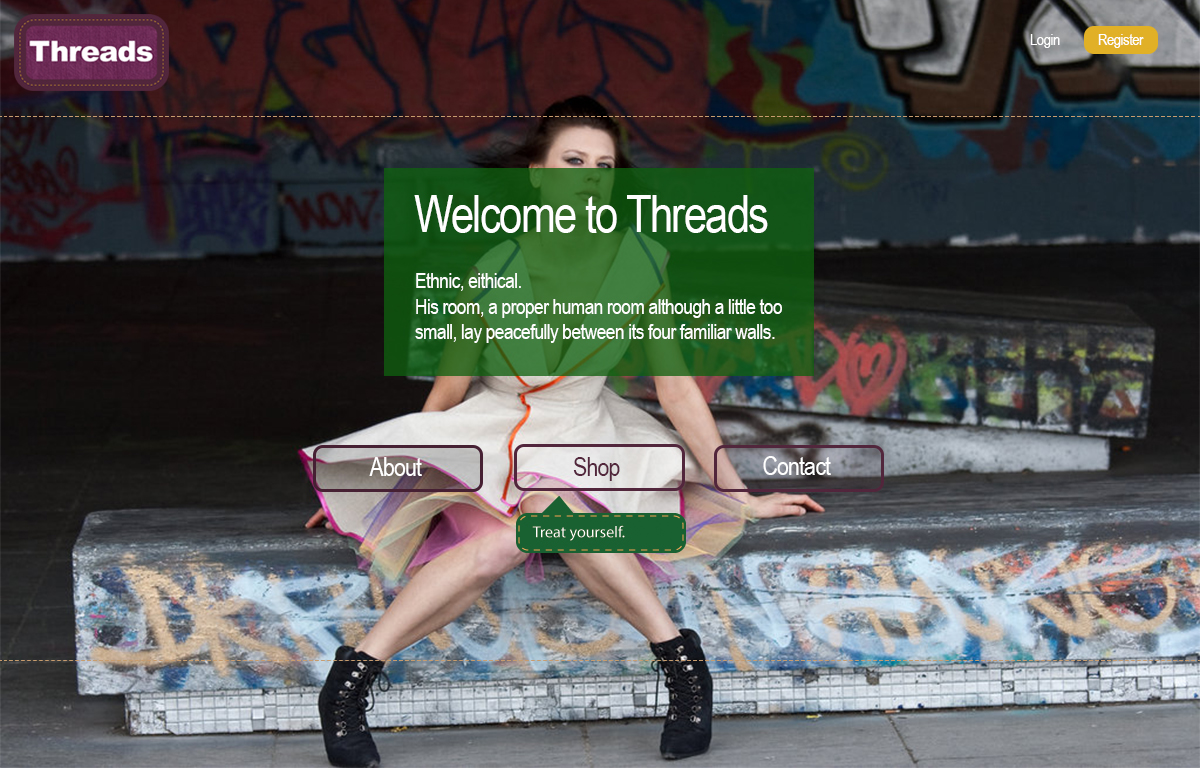 Threads
Login
Register
Welcome to Threads
Ethnic, eithical.
His room, a proper human room although a little too
small, lay peacefully between its four familiar walls.
About
Shop
Contact
Treat yourself.